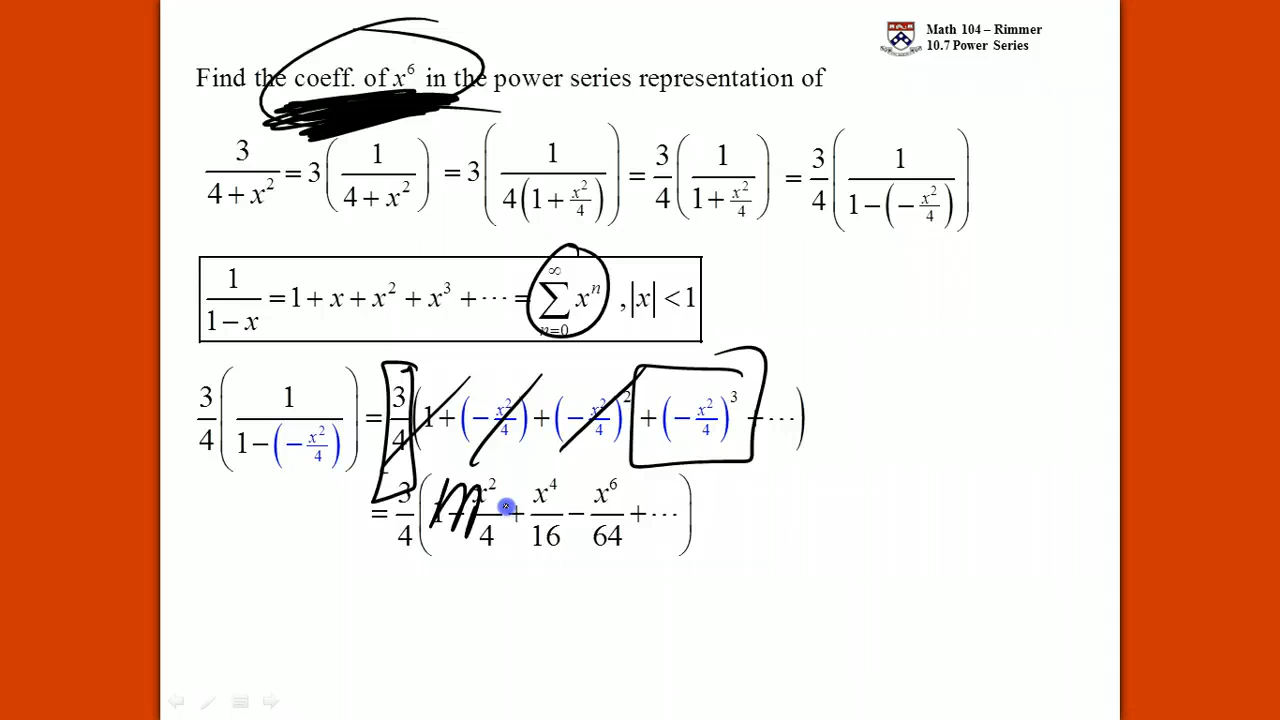 Math 104 – Rimmer
10.7 Power Series
Find the coeff. of x⁶ in the power series representation of
3/(4 + x²) = 3(1/(4 + x²)) = 3(1/(4(1 + x²/4))) = 3/4(1/(1 + x²/4)) = 3/4(1/(1 − (−x²/4)))
1/(1 − x) = 1 + x + x² + x³ + ⋯ = ∑_{n=0}^{∞} xⁿ , |x| < 1
3/4(1/(1 − (−x²/4))) = 3/4(1 + (−x²/4) + (−x²/4)² + (−x²/4)³ + ⋯)
= 3/4(1 − x²/4 + x⁴/16 − x⁶/64 + ⋯)